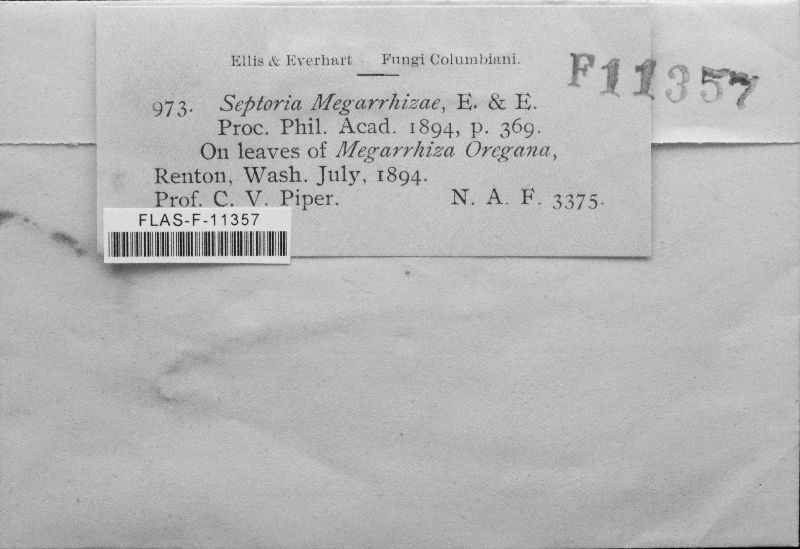 Ellis & Everhart Fungi Columbiani.
F11357
973. Septoria Megarrhizae, E. & E.
Proc. Phil. Acad. 1894, p. 369.
On leaves of Megarrhiza Oregana,
Renton, Wash. July, 1894.
Prof. C. V. Piper. N. A. F. 3375.
FLAS-F-11357